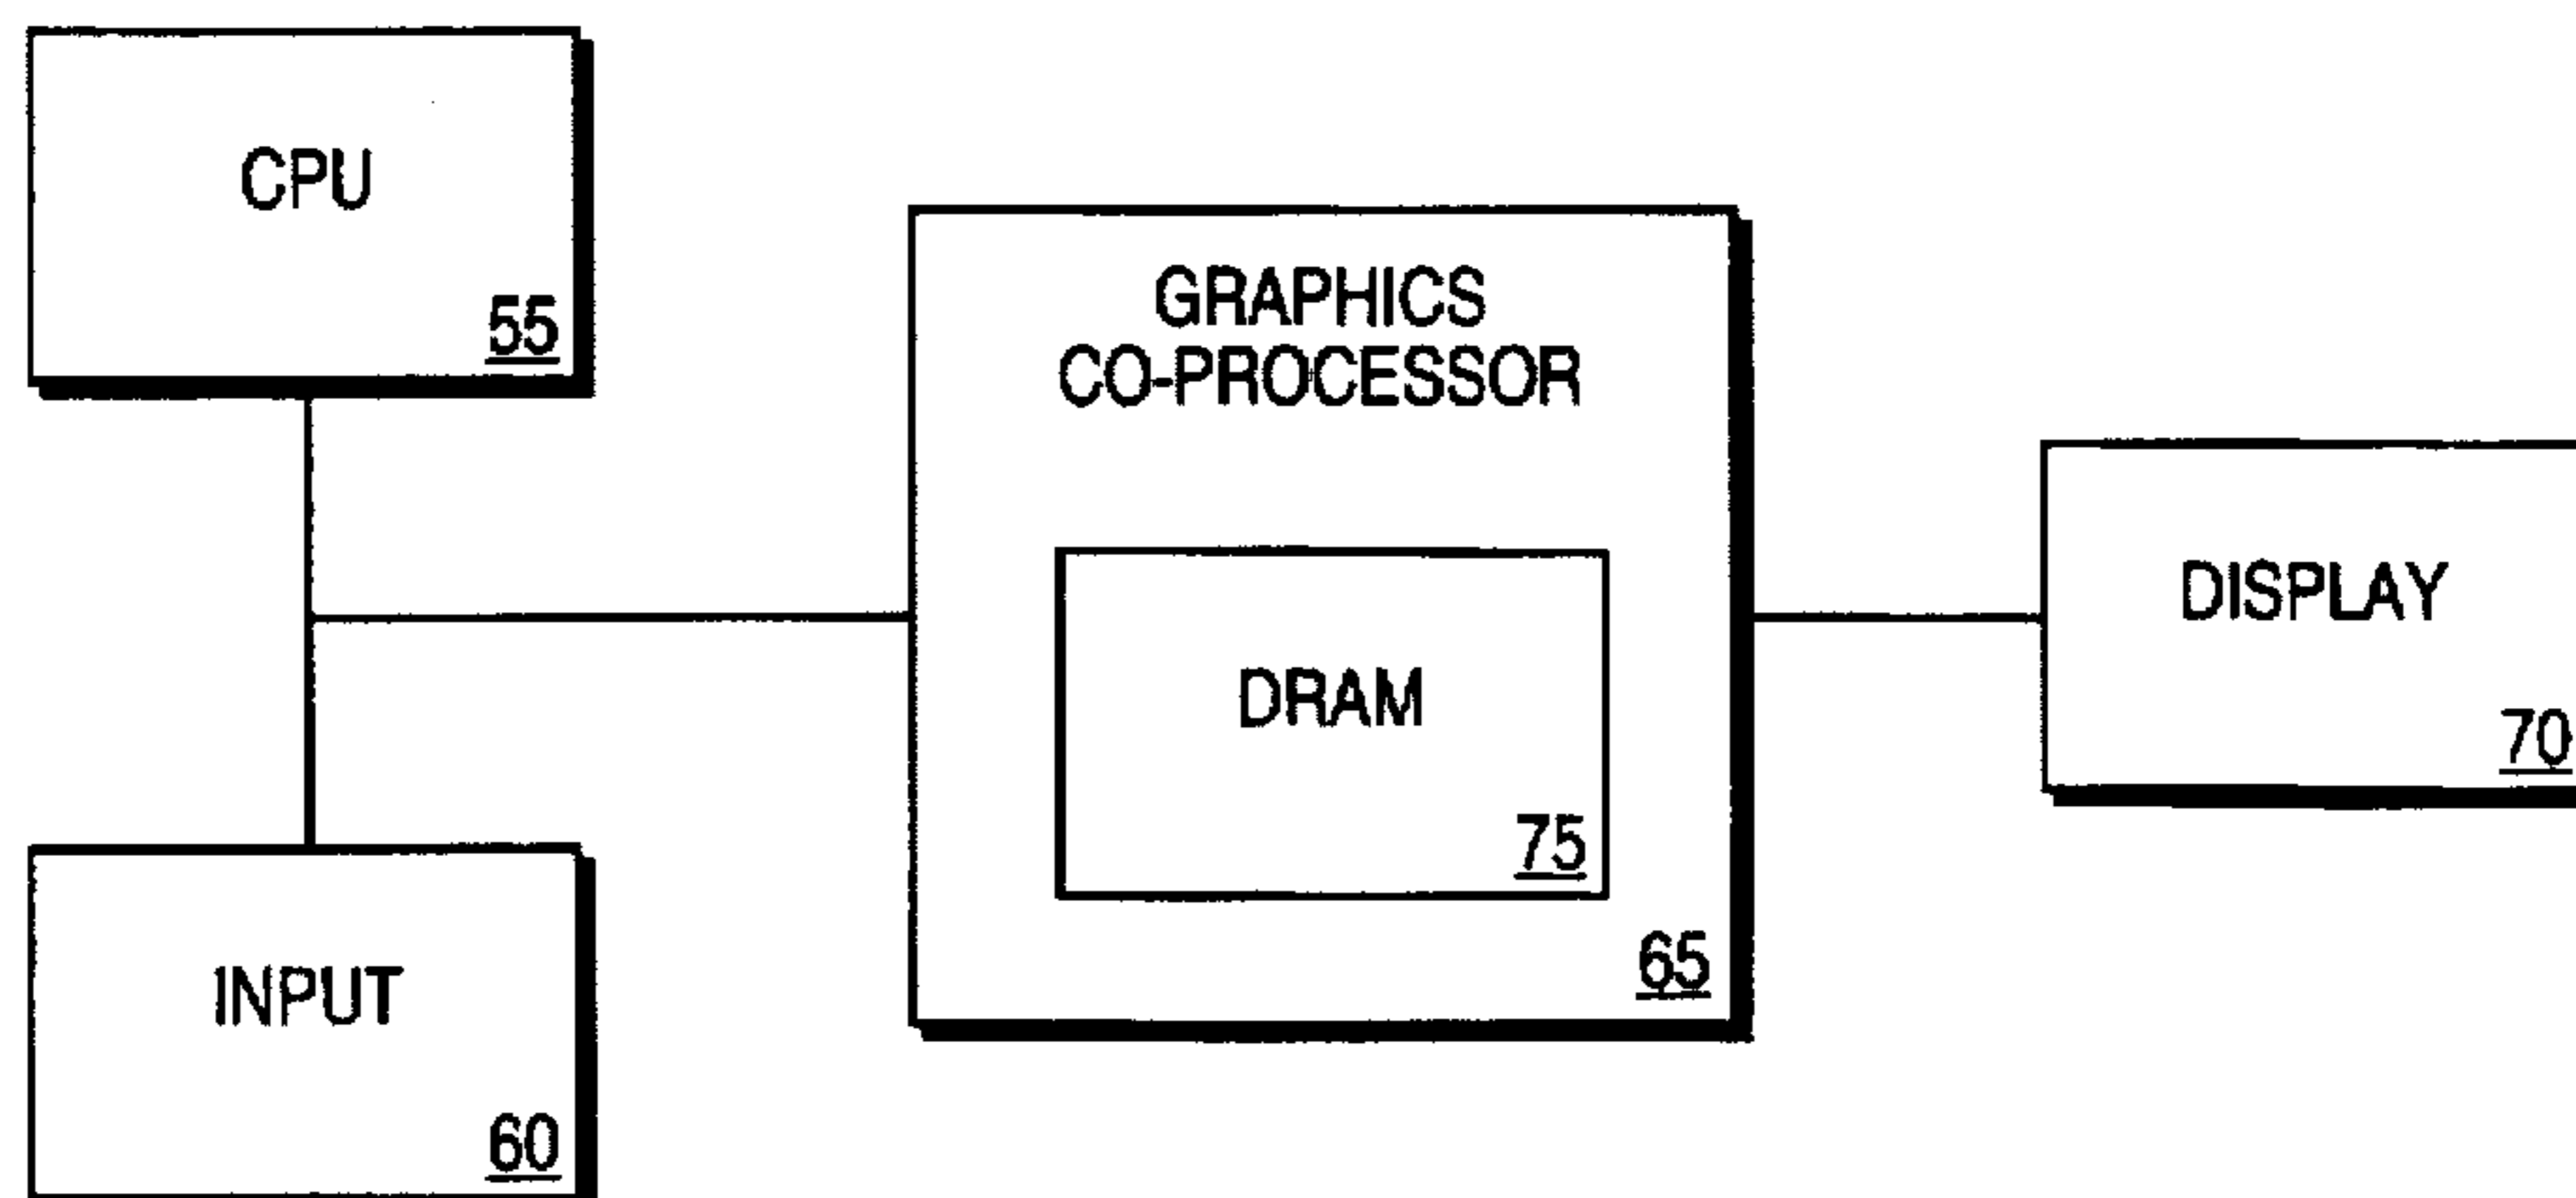 CPU
55
GRAPHICS
CO-PROCESSOR
DRAM
75
65
DISPLAY
70
INPUT
60